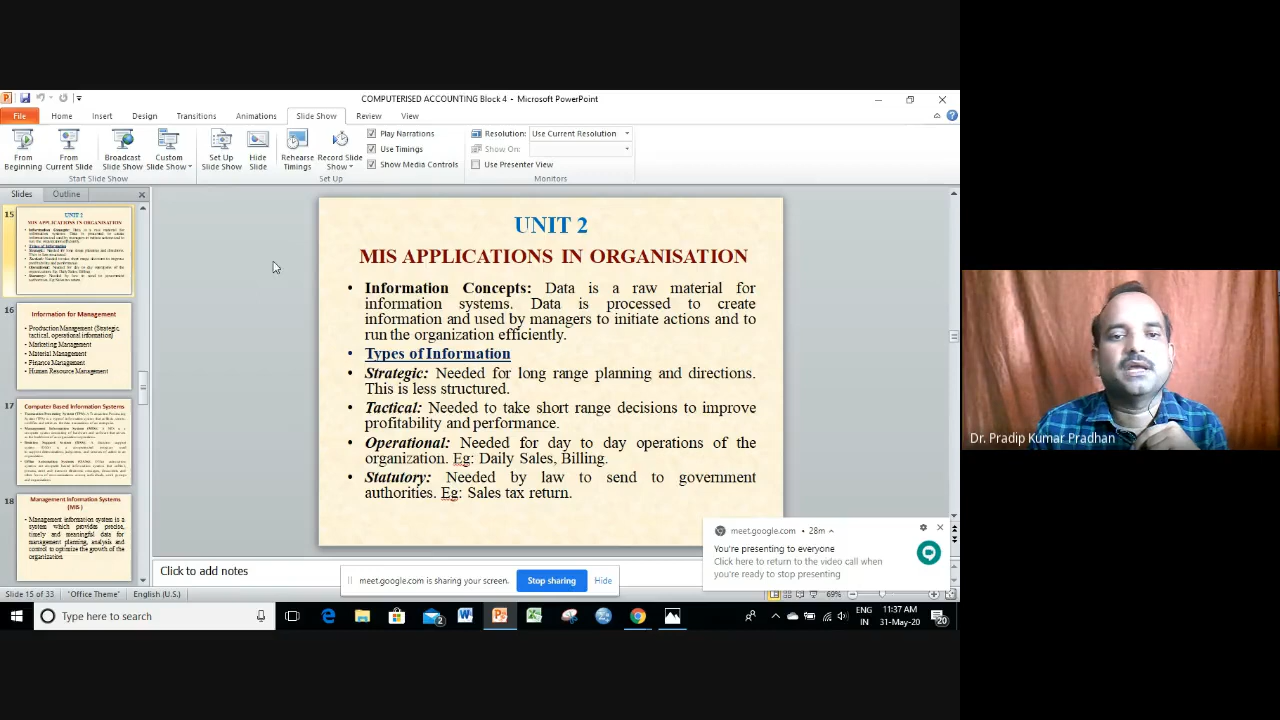 COMPUTERISED ACCOUNTING Block 4 - Microsoft PowerPoint
File Home Insert Design Transitions Animations Slide Show Review View
From Beginning
From Current Slide
Broadcast Slide Show
Custom Slide Show
Set Up Slide Show
Hide Slide
Rehearse Timings
Record Slide Show
Play Narrations
Use Timings
Show Media Controls
Resolution: Use Current Resolution
Show On:
Use Presenter View
Start Slide Show
Set Up
Monitors
Slides Outline
15
UNIT 2
MIS APPLICATIONS IN ORGANISATION
16
Information for Management
• Production Management (Strategic, tactical, operational information)
• Marketing Management
• Material Management
• Finance Management
• Human Resource Management
17
Computer Based Information Systems
18
Management Information Systems
(MIS)
• Management information system is a
system which provides precise,
timely and meaningful data for
management planning, analysis and
control to optimize the growth of the
organization.
UNIT 2
MIS APPLICATIONS IN ORGANISATION
• Information Concepts: Data is a raw material for
information systems. Data is processed to create
information and used by managers to initiate actions and to
run the organization efficiently.
• Types of Information
• Strategic: Needed for long range planning and directions.
This is less structured.
• Tactical: Needed to take short range decisions to improve
profitability and performance.
• Operational: Needed for day to day operations of the
organization. Eg: Daily Sales, Billing.
• Statutory: Needed by law to send to government
authorities. Eg: Sales tax return.
Dr. Pradip Kumar Pradhan
meet.google.com • 28m
You're presenting to everyone
Click here to return to the video call when
you're ready to stop presenting
Click to add notes
meet.google.com is sharing your screen. Stop sharing Hide
Slide 15 of 33 "Office Theme" English (U.S.) 69%
Type here to search
2
ENG
IN
11:37 AM
31-May-20
20